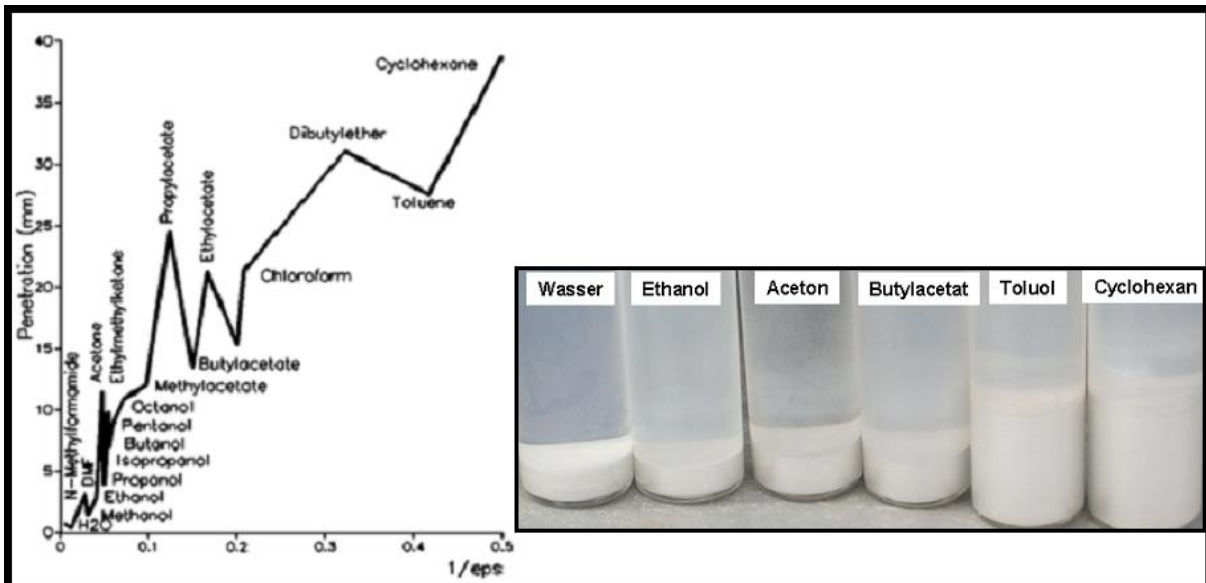 40
35
30
25
20
15
10
5
0
Penetration (mm)
0
0.1
0.2
0.3
0.4
0.5
1/eps
N-Methylformamide
DMF
H2O
Acetone
Ethylmethylketone
Propylacetate
Ethylacetate
Cyclohexane
Dibutylether
Toluene
Chloroform
Butylacetate
Methylacetate
Octanol
Pentanol
Butanol
Isopropanol
Propanol
Ethanol
Methanol
Wasser
Ethanol
Aceton
Butylacetat
Toluol
Cyclohexan